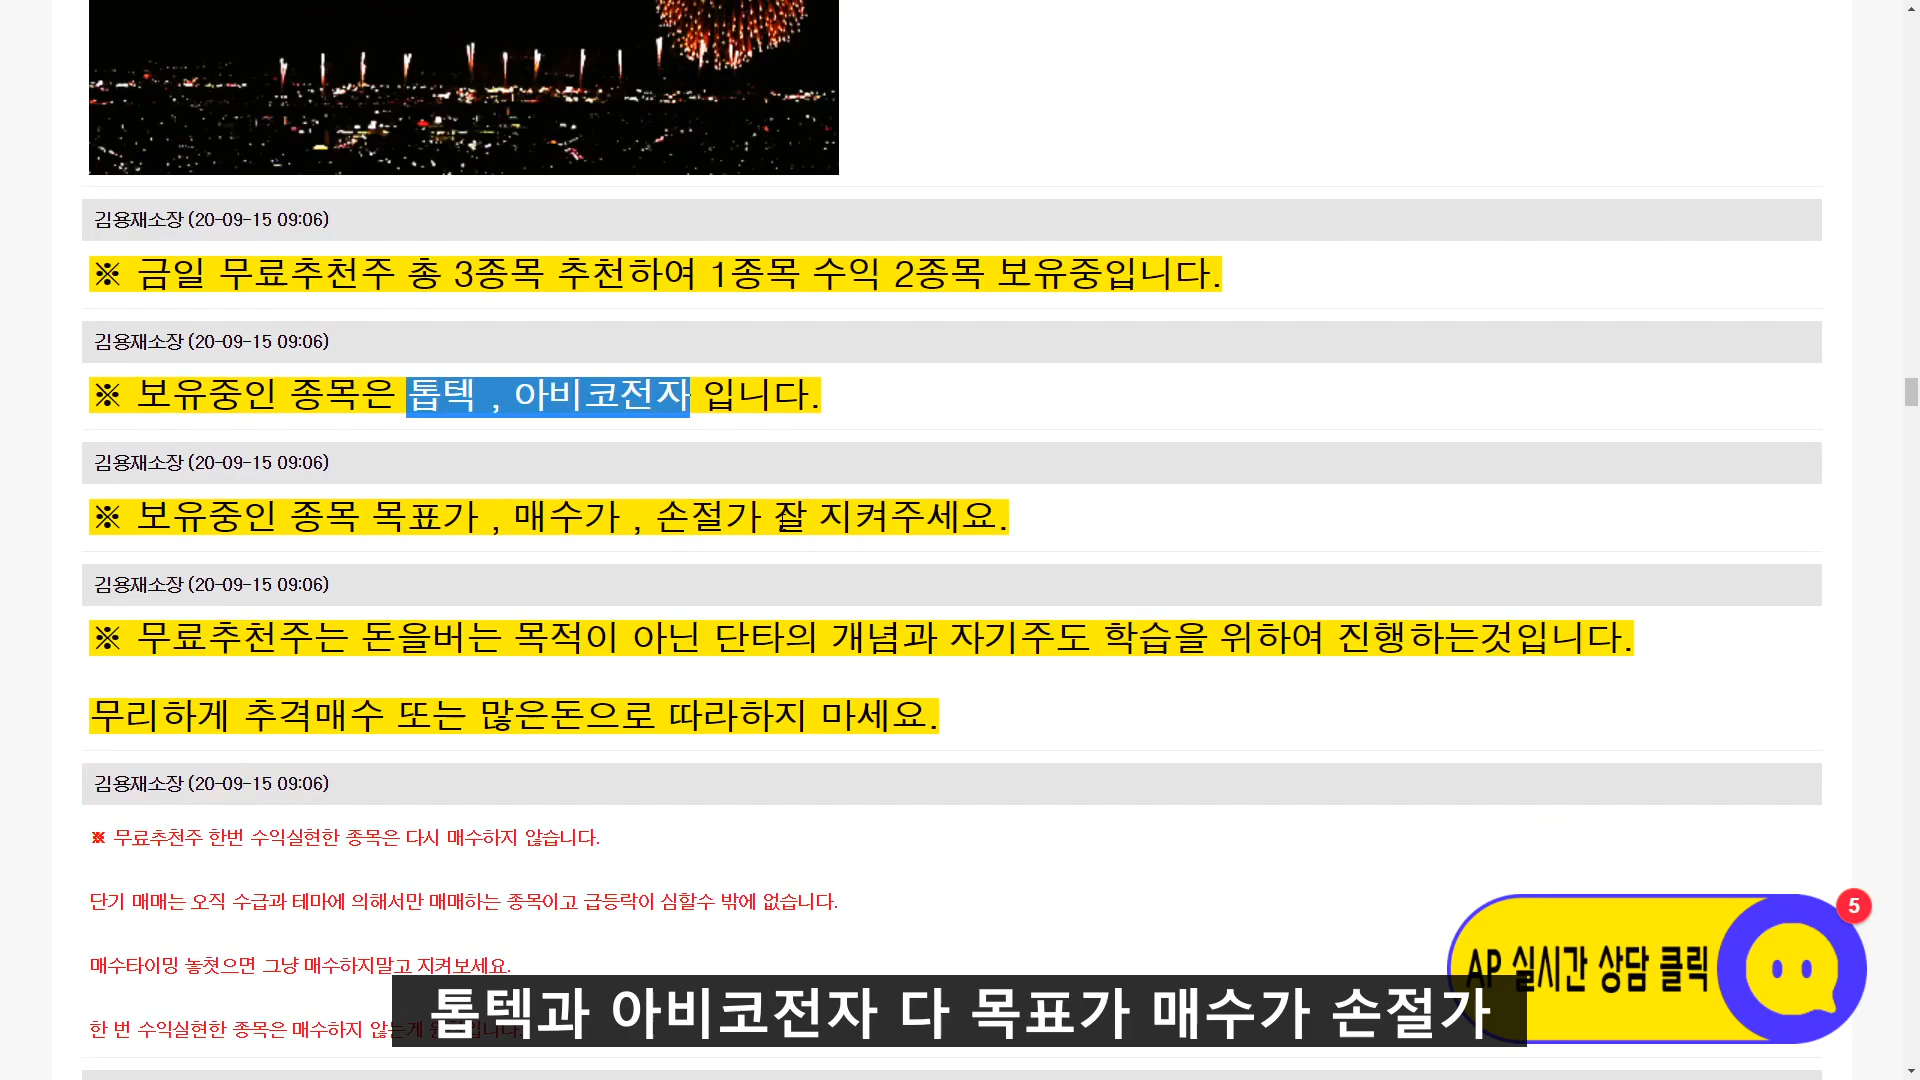 김용재소장 (20-09-15 09:06)
※ 금일 무료추천주 총 3종목 추천하여 1종목 수익 2종목 보유중입니다.
김용재소장 (20-09-15 09:06)
※ 보유중인 종목은 톱텍 , 아비코전자 입니다.
김용재소장 (20-09-15 09:06)
※ 보유중인 종목 목표가 , 매수가 , 손절가 잘 지켜주세요.
김용재소장 (20-09-15 09:06)
※ 무료추천주는 돈을버는 목적이 아닌 단타의 개념과 자기주도 학습을 위하여 진행하는것입니다.
무리하게 추격매수 또는 많은돈으로 따라하지 마세요.
김용재소장 (20-09-15 09:06)
※ 무료추천주 한번 수익실현한 종목은 다시 매수하지 않습니다.
단기 매매는 오직 수급과 테마에 의해서만 매매하는 종목이고 급등락이 심할수 밖에 없습니다.
매수타이밍 놓쳣으면 그냥 매수하지말고 지켜보세요.
한 번 수익실현한 종목은 매수하지 않는게
5
AP 실시간 상담 클릭
톱텍과 아비코전자 다 목표가 매수가 손절가